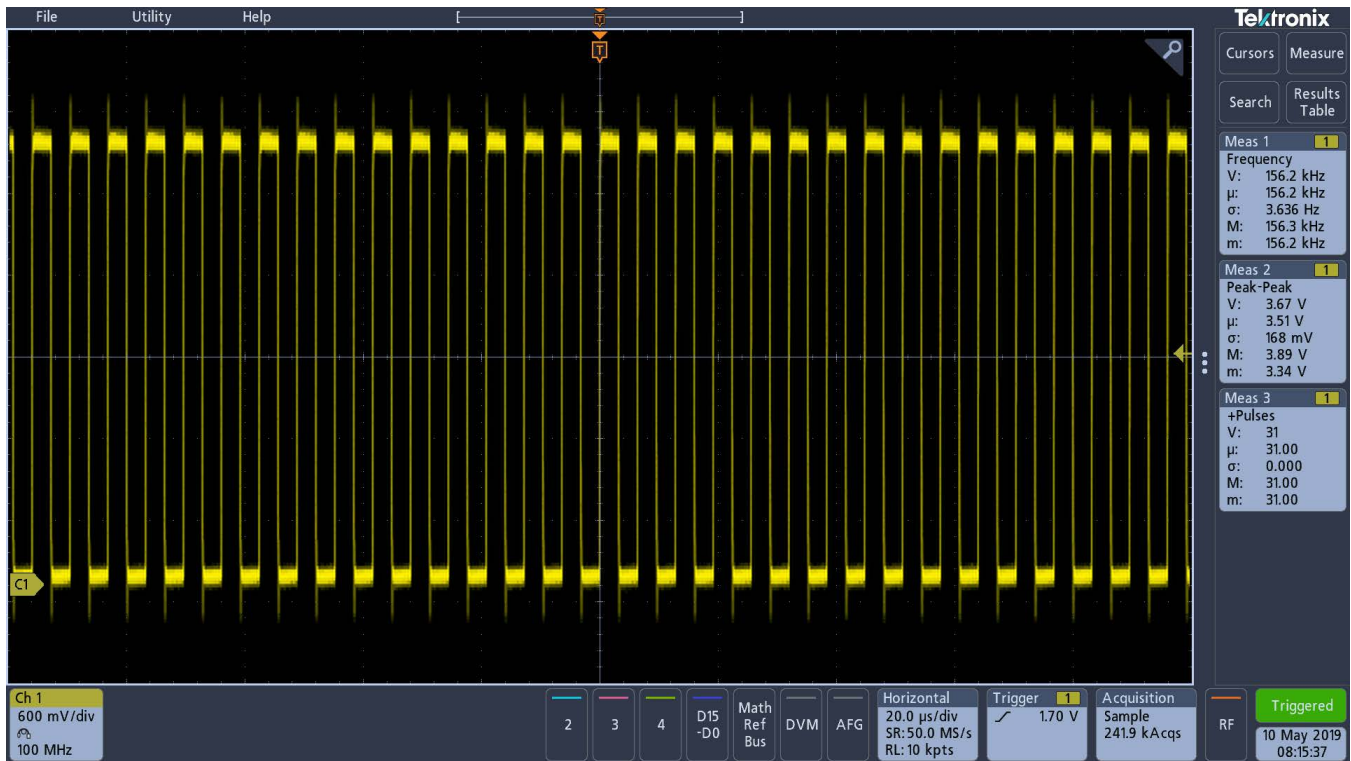 File Utility Help
Tektronix
T
T
Cursors Measure
Search Results
Table
Meas 1 1
Frequency
V: 156.2 kHz
µ: 156.2 kHz
σ: 3.636 Hz
M: 156.3 kHz
m: 156.2 kHz
Meas 2 1
Peak-Peak
V: 3.67 V
µ: 3.51 V
σ: 168 mV
M: 3.89 V
m: 3.34 V
Meas 3 1
+Pulses
V: 31
µ: 31.00
σ: 0.000
M: 31.00
m: 31.00
C1
Ch 1
600 mV/div
100 MHz
2
3
4
D15
-D0
Math
Ref
Bus
DVM
AFG
Horizontal
20.0 µs/div
SR: 50.0 MS/s
RL: 10 kpts
Trigger 1
1.70 V
Acquisition
Sample
241.9 kAcqs
RF
Triggered
10 May 2019
08:15:37